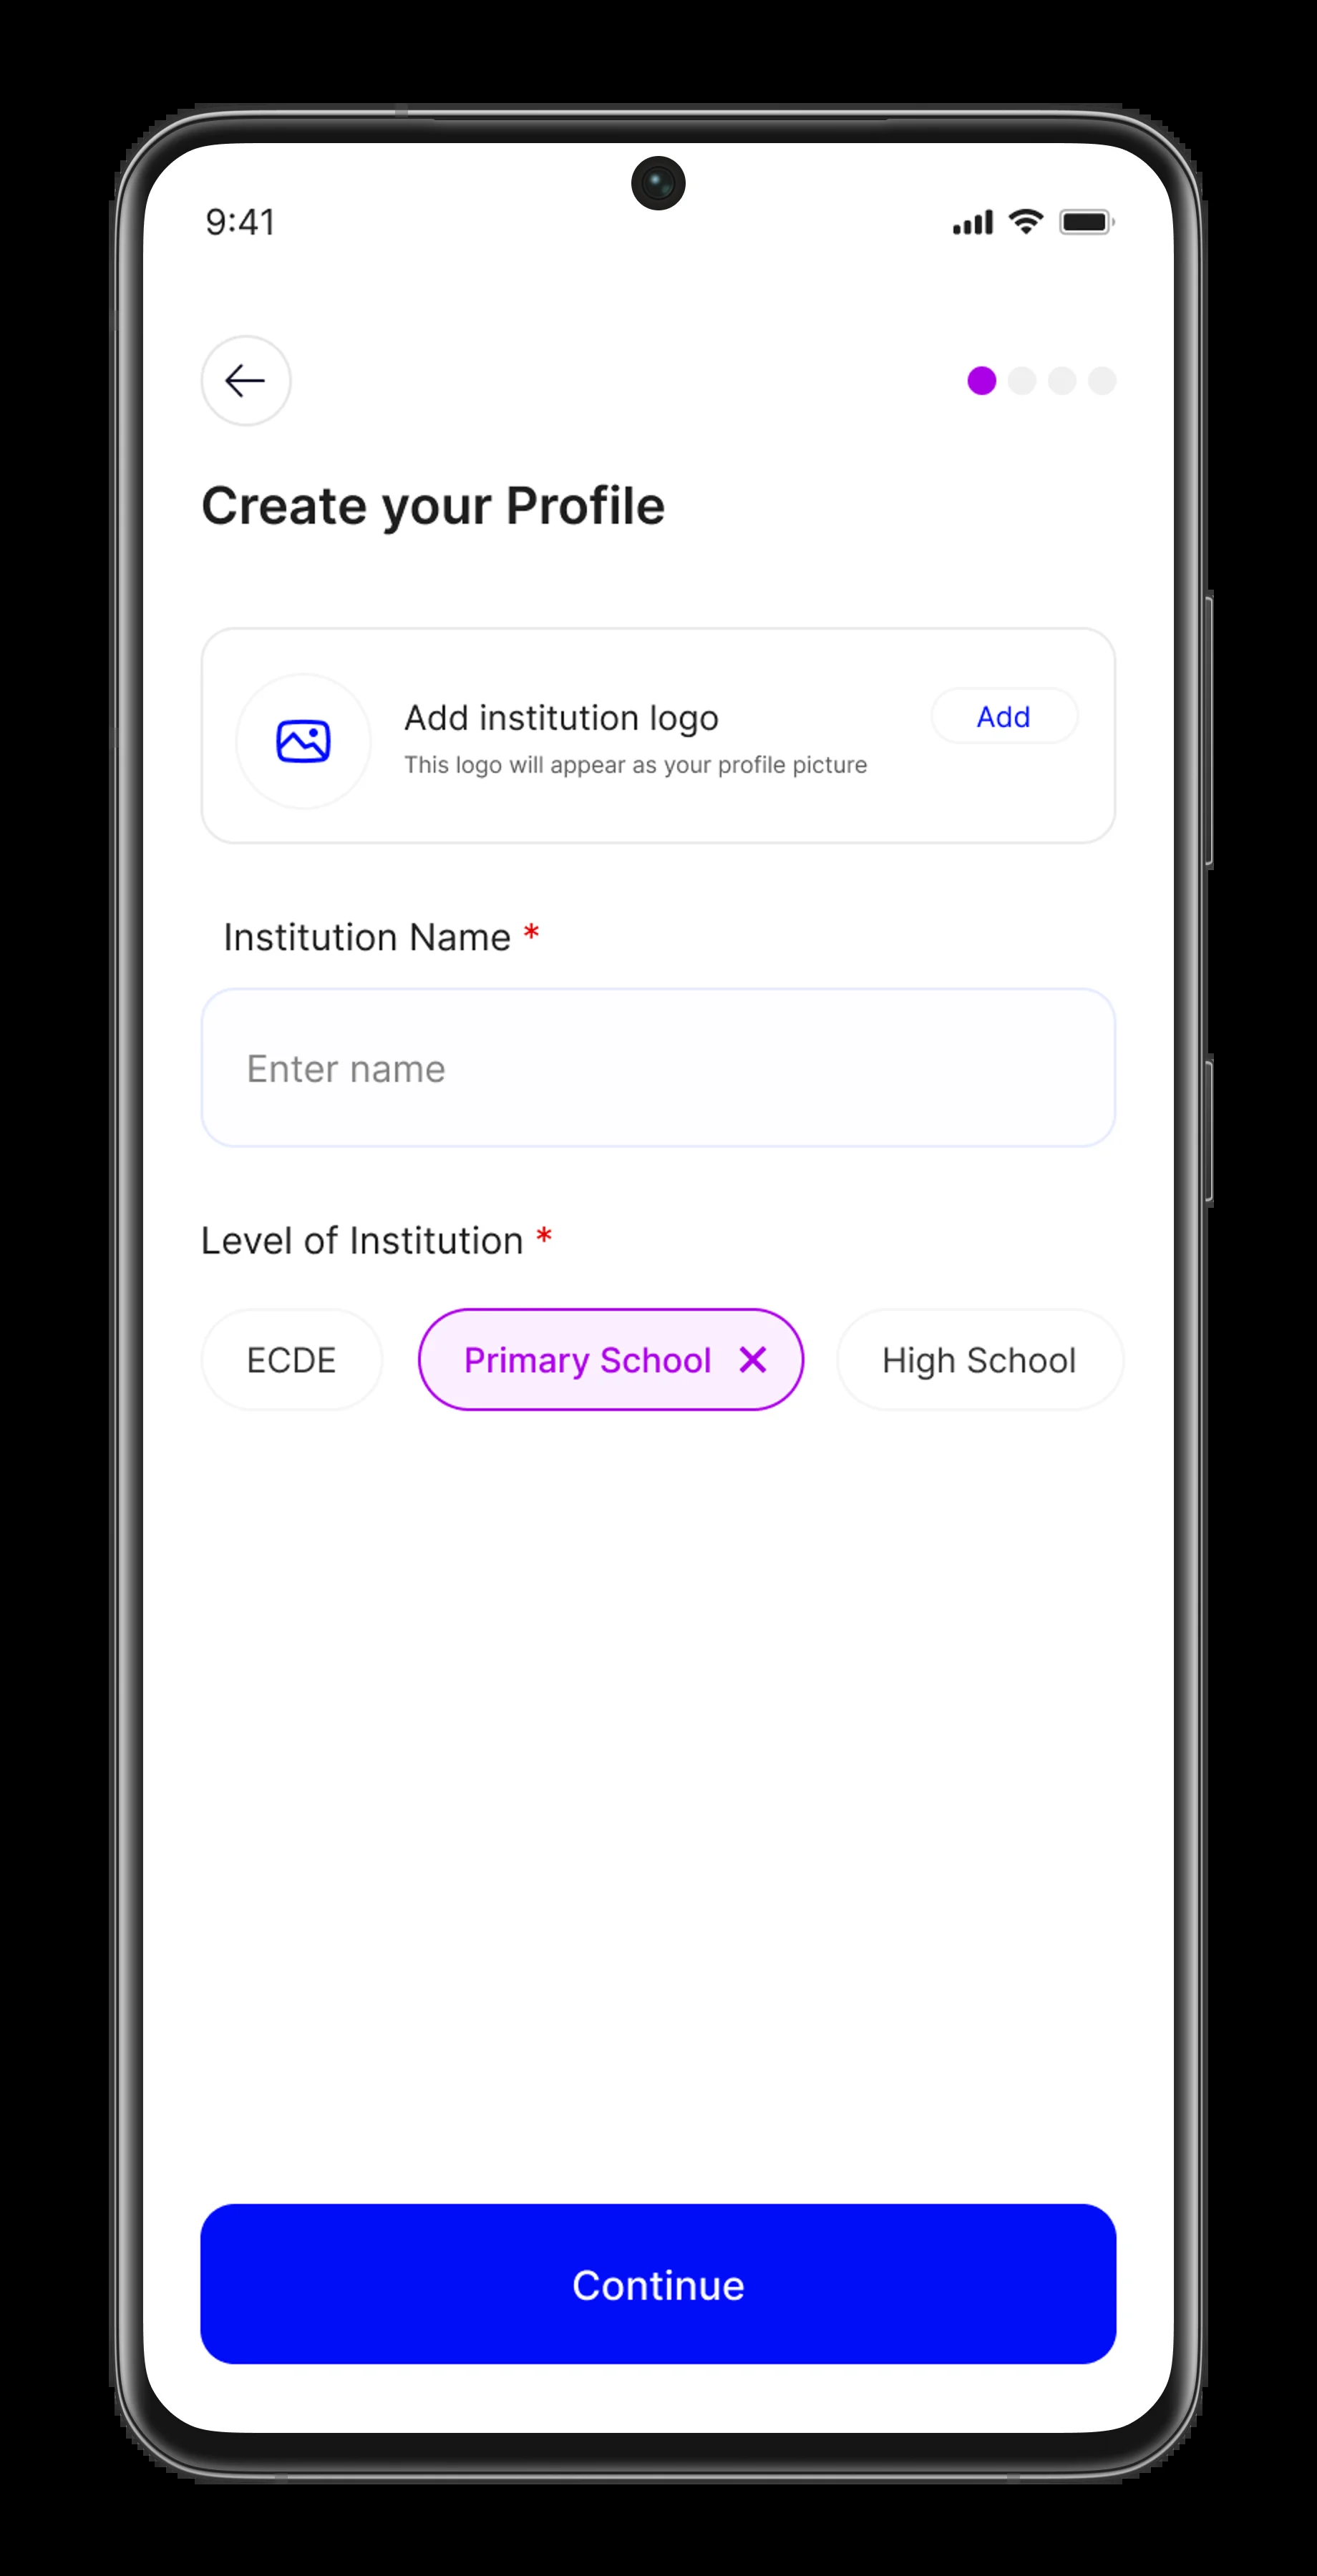 9:41
Create your Profile
Add institution logo
Add
This logo will appear as your profile picture
Institution Name *
Enter name
Level of Institution *
ECDE
Primary School
High School
Continue